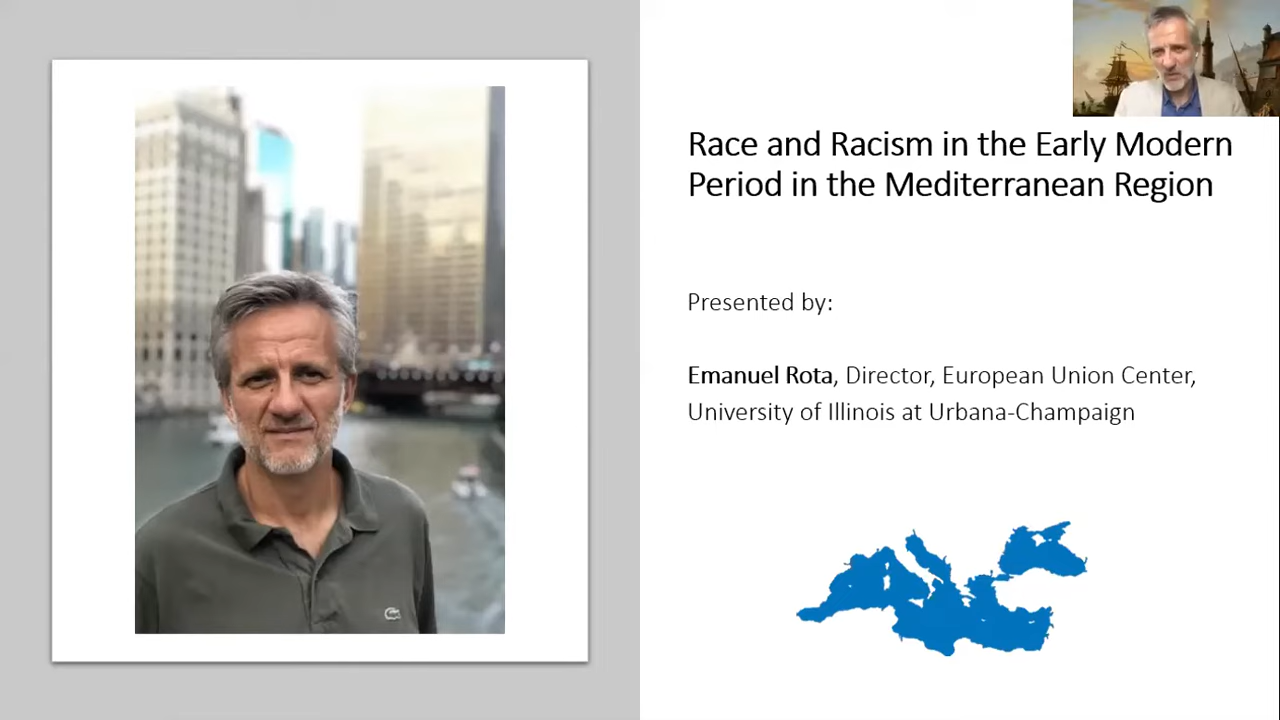 Race and Racism in the Early Modern
Period in the Mediterranean Region
Presented by:
Emanuel Rota, Director, European Union Center,
University of Illinois at Urbana-Champaign